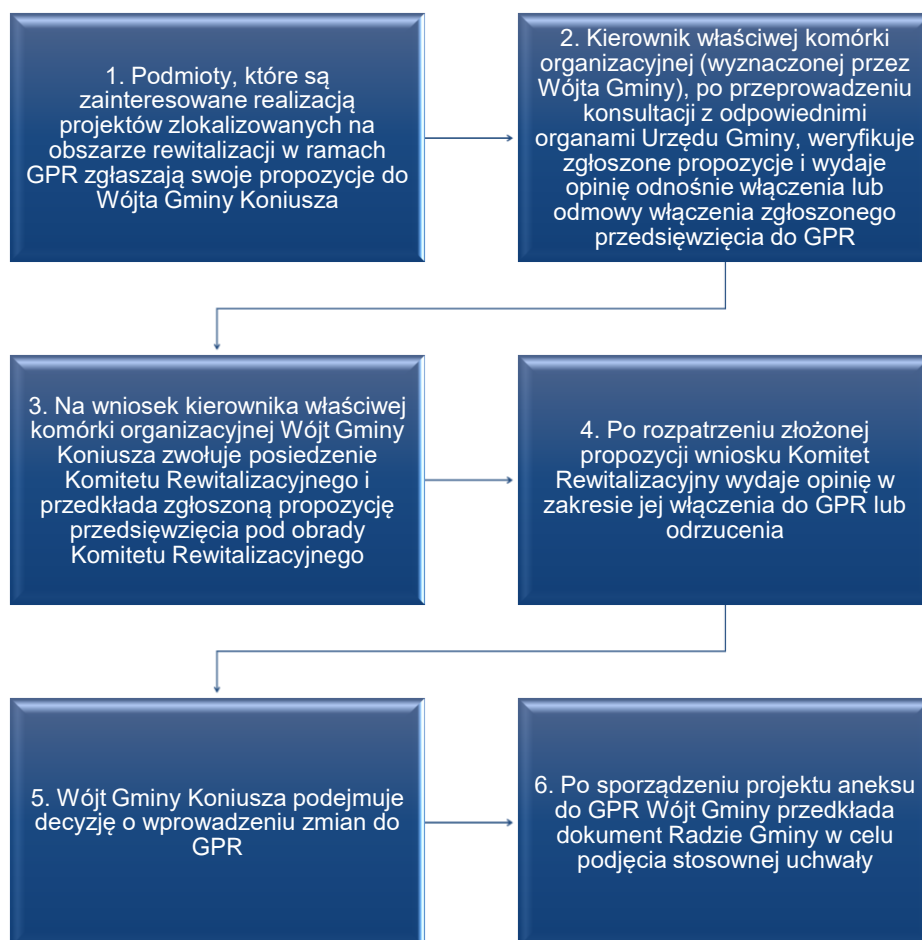 1. Podmioty, które są
zainteresowane realizacją
projektów zlokalizowanych na
obszarze rewitalizacji w ramach
GPR zgłaszają swoje propozycje do
Wójta Gminy Koniusza
2. Kierownik właściwej komórki
organizacyjnej (wyznaczonej przez
Wójta Gminy), po przeprowadzeniu
konsultacji z odpowiednimi
organami Urzędu Gminy, weryfikuje
zgłoszone propozycje i wydaje
opinię odnośnie włączenia lub
odmowy włączenia zgłoszonego
przedsięwzięcia do GPR
3. Na wniosek kierownika właściwej
komórki organizacyjnej Wójt Gminy
Koniusza zwołuje posiedzenie
Komitetu Rewitalizacyjnego i
przedkłada zgłoszoną propozycję
przedsięwzięcia pod obrady
Komitetu Rewitalizacyjnego
4. Po rozpatrzeniu złożonej
propozycji wniosku Komitet
Rewitalizacyjny wydaje opinię w
zakresie jej włączenia do GPR lub
odrzucenia
5. Wójt Gminy Koniusza podejmuje
decyzję o wprowadzeniu zmian do
GPR
6. Po sporządzeniu projektu aneksu
do GPR Wójt Gminy przedkłada
dokument Radzie Gminy w celu
podjęcia stosownej uchwały